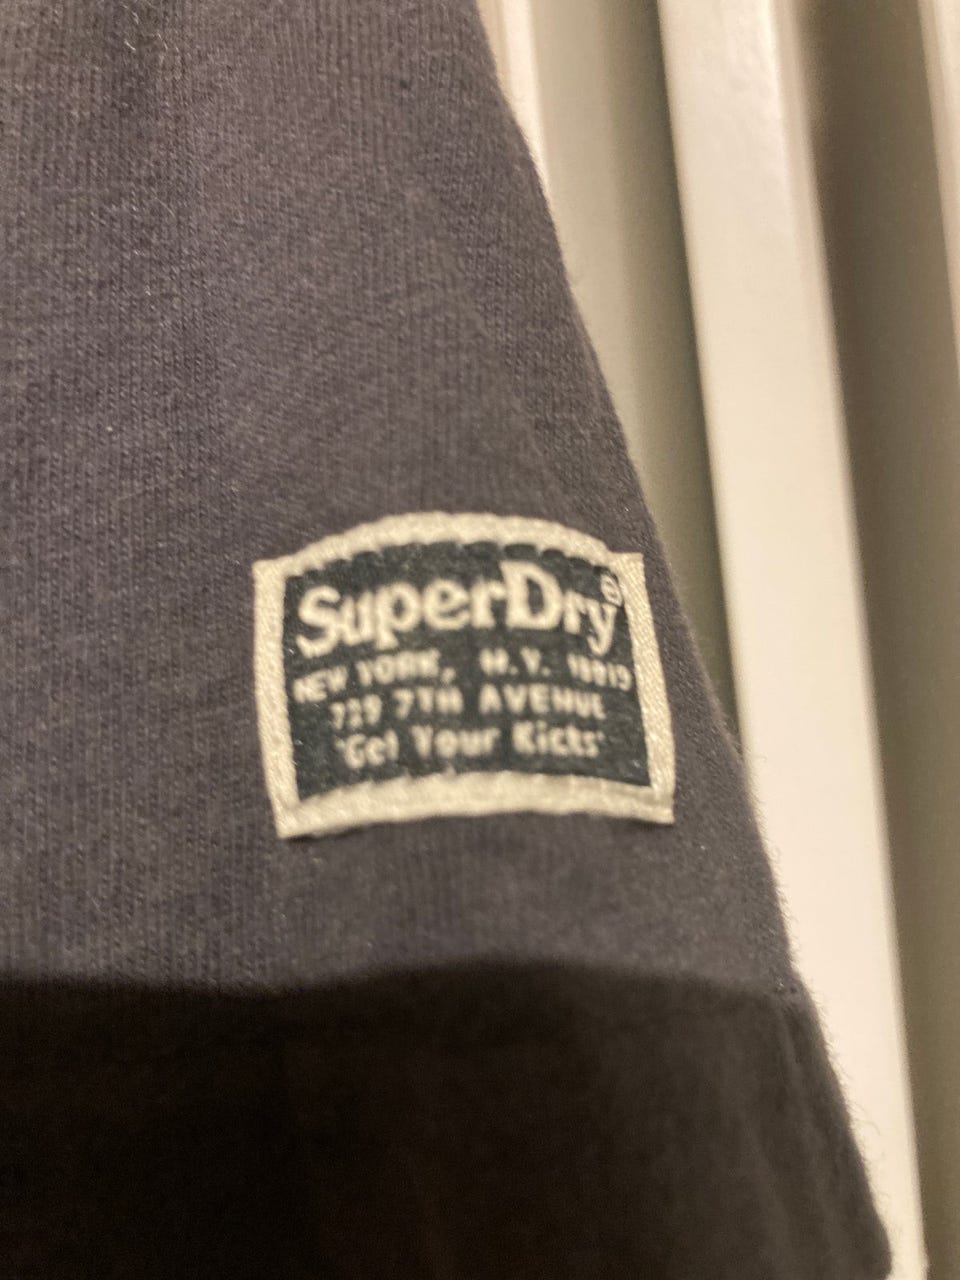 SuperDry®
NEW YORK, N.Y. 10019
729 7TH AVENUE
'Get Your Kicks'